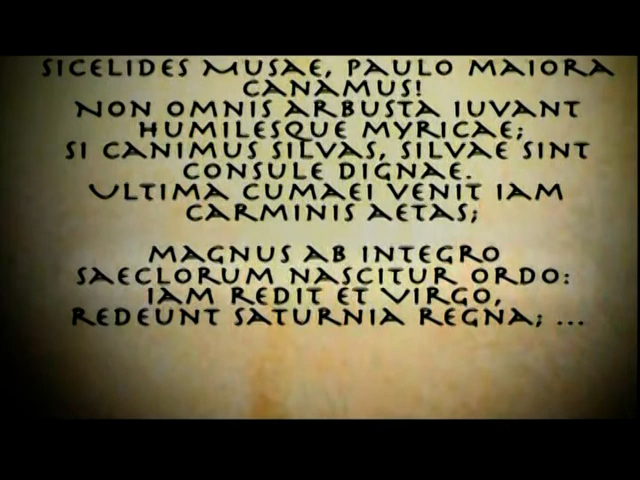 SICELIDES MUSAE, PAULO MAIORA
CANAMUS!
NON OMNIS ARBUSTA IUVANT
HUMILESQUE MYRICAE;
SI CANIMUS SILVAS, SILVAE SINT
CONSULE DIGNAE.
ULTIMA CUMAEI VENIT IAM
CARMINIS AETAS;
MAGNUS AB INTEGRO
SAECLORUM NASCITUR ORDO:
IAM REDIT ET VIRGO,
REDEUNT SATURNIA REGNA; ...